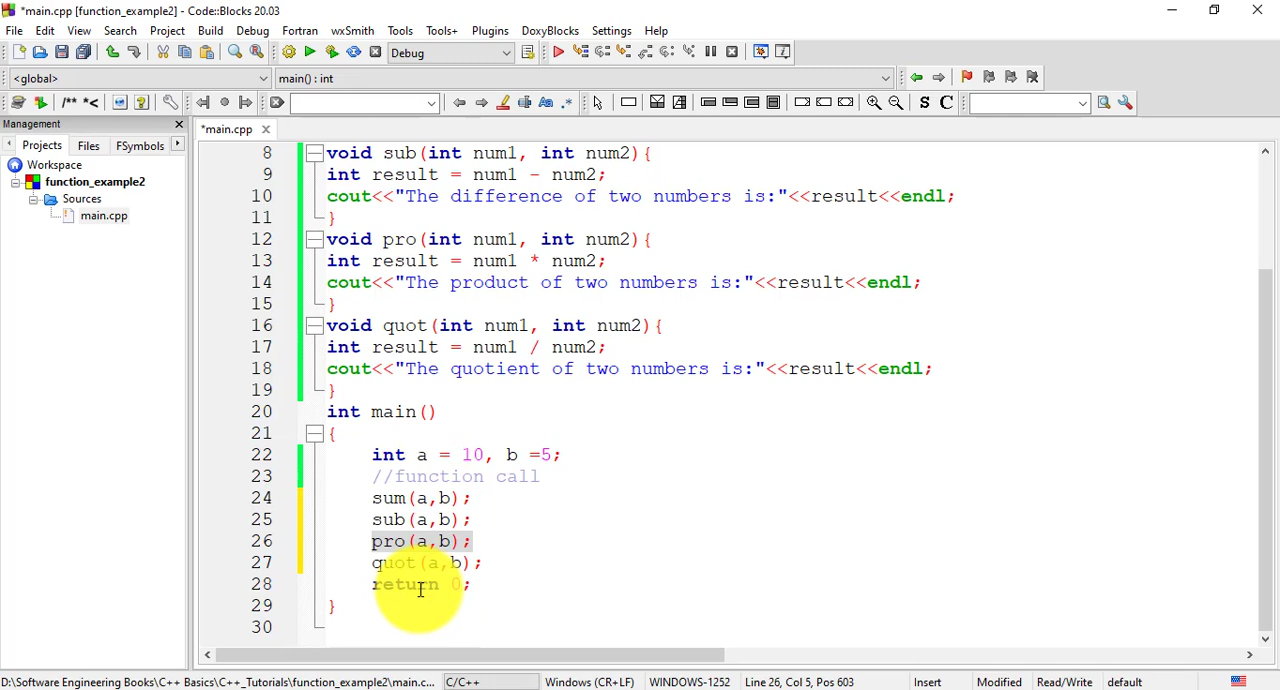 *main.cpp [function_example2] - Code::Blocks 20.03
File Edit View Search Project Build Debug Fortran wxSmith Tools Tools+ Plugins DoxyBlocks Settings Help
Debug
<global> main() : int
/** *< S C
Management
Projects Files FSymbols
Workspace
function_example2
Sources
main.cpp
*main.cpp
8 void sub(int num1, int num2){
9 int result = num1 - num2;
10 cout<<"The difference of two numbers is:"<<result<<endl;
11 }
12 void pro(int num1, int num2){
13 int result = num1 * num2;
14 cout<<"The product of two numbers is:"<<result<<endl;
15 }
16 void quot(int num1, int num2){
17 int result = num1 / num2;
18 cout<<"The quotient of two numbers is:"<<result<<endl;
19 }
20 int main()
21 {
22 int a = 10, b =5;
23 //function call
24 sum(a,b);
25 sub(a,b);
26 pro(a,b);
27 quot(a,b);
28 return 0;
29 }
30
D:\Software Engineering Books\C++ Basics\C++_Tutorials\function_example2\main.c... C/C++ Windows (CR+LF) WINDOWS-1252 Line 26, Col 5, Pos 603 Insert Modified Read/Write default